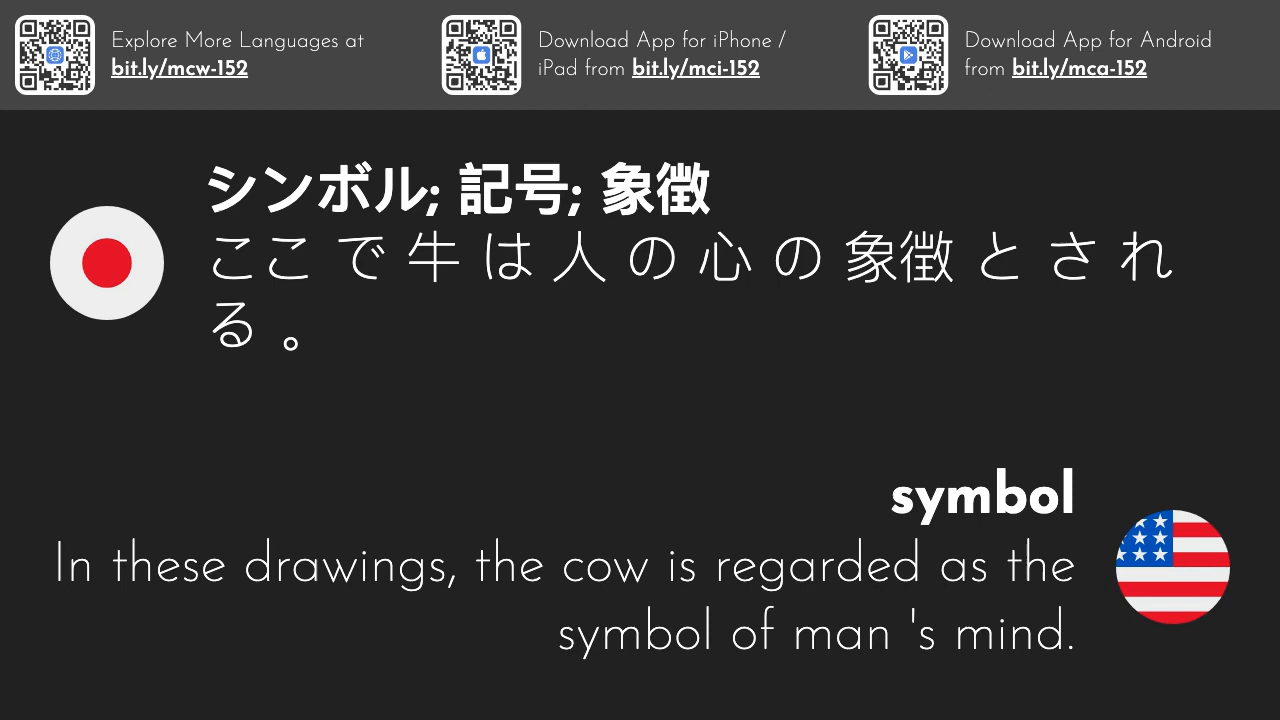 Explore More Languages at
bit.ly/mcw-152
Download App for iPhone /
iPad from bit.ly/mci-152
Download App for Android
from bit.ly/mca-152
シンボル; 記号; 象徴
ここ で 牛 は 人 の 心 の 象徴 と さ れ
る 。
symbol
In these drawings, the cow is regarded as the
symbol of man 's mind.